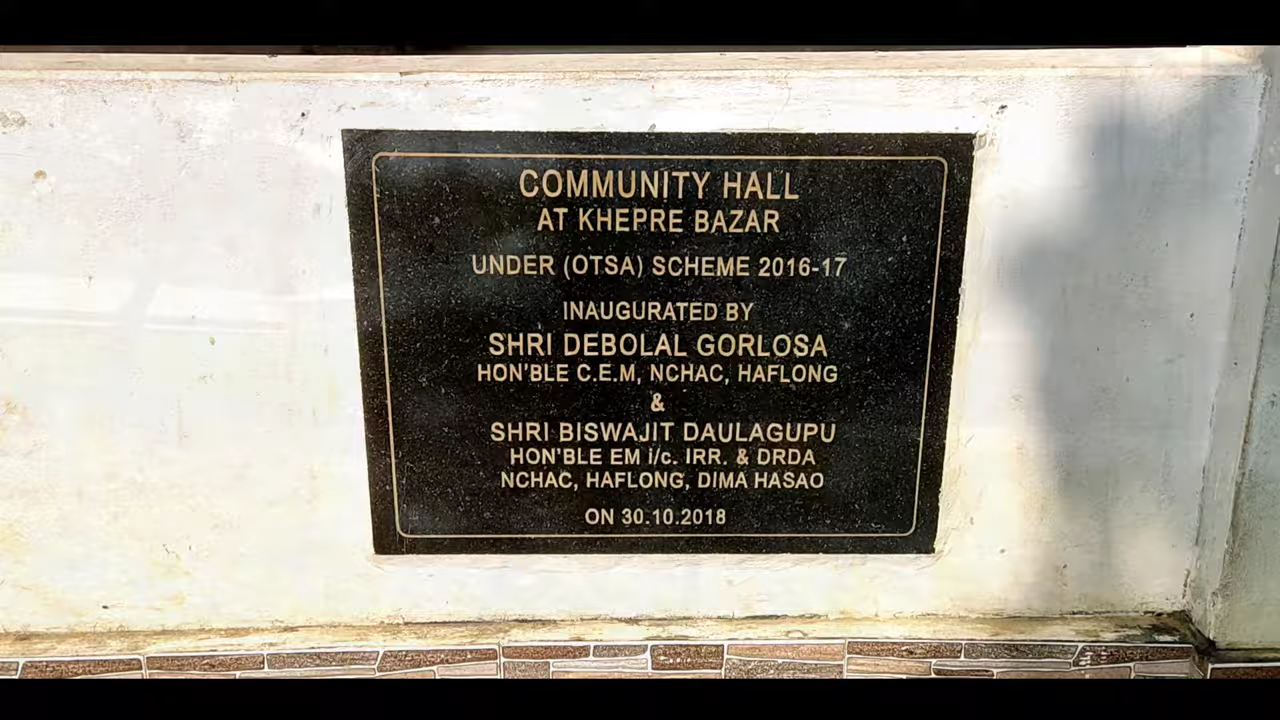 COMMUNITY HALL
AT KHEPRE BAZAR
UNDER (OTSA) SCHEME 2016-17
INAUGURATED BY
SHRI DEBOLAL GORLOSA
HON'BLE C.E.M, NCHAC, HAFLONG
&
SHRI BISWAJIT DAULAGUPU
HON'BLE EM i/c. IRR. & DRDA
NCHAC, HAFLONG, DIMA HASAO
ON 30.10.2018